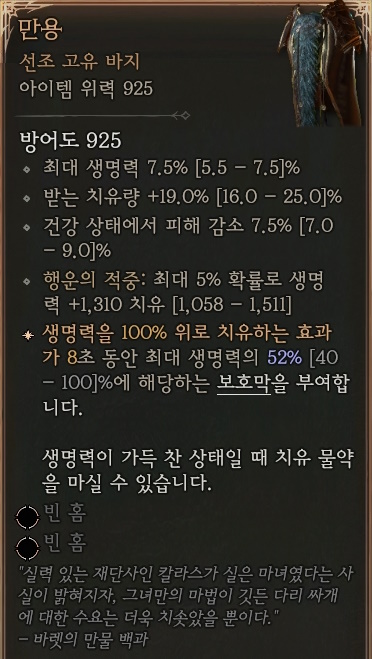 만용
선조 고유 바지
아이템 위력 925
방어도 925
최대 생명력 7.5% [5.5 – 7.5]%
받는 치유량 +19.0% [16.0 – 25.0]%
건강 상태에서 피해 감소 7.5% [7.0
– 9.0]%
행운의 적중: 최대 5% 확률로 생명
력 +1,310 치유 [1,058 – 1,511]
생명력을 100% 위로 치유하는 효과
가 8초 동안 최대 생명력의 52% [40
– 100]%에 해당하는 보호막을 부여합
니다.
생명력이 가득 찬 상태일 때 치유 물약
을 마실 수 있습니다.
빈 홈
빈 홈
"실력 있는 재단사인 칼라스가 실은 마녀였다는 사
실이 밝혀지자, 그녀만의 마법이 깃든 다리 싸개
에 대한 수요는 더욱 치솟았을 뿐이다."
– 바렛의 만물 백과